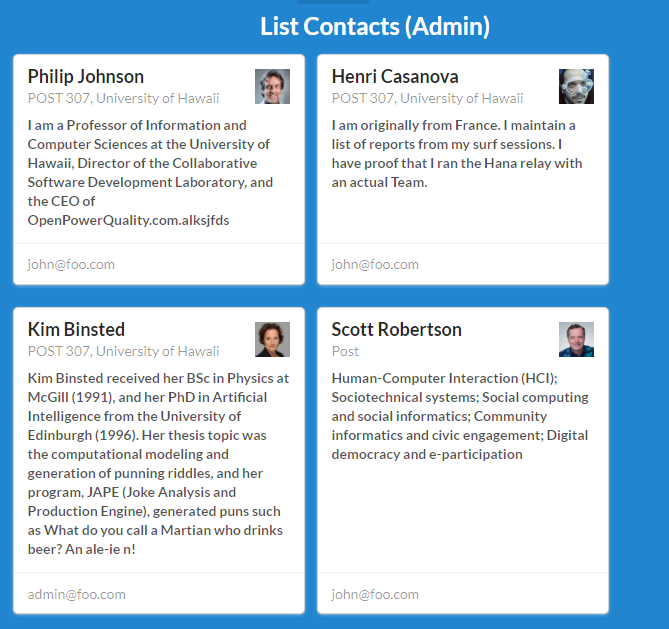 List Contacts (Admin)
Philip Johnson
POST 307, University of Hawaii
I am a Professor of Information and
Computer Sciences at the University of
Hawaii, Director of the Collaborative
Software Development Laboratory, and
the CEO of
OpenPowerQuality.com.alksjfds
john@foo.com
Henri Casanova
POST 307, University of Hawaii
I am originally from France. I maintain a
list of reports from my surf sessions. I
have proof that I ran the Hana relay with
an actual Team.
john@foo.com
Kim Binsted
POST 307, University of Hawaii
Kim Binsted received her BSc in Physics at
McGill (1991), and her PhD in Artificial
Intelligence from the University of
Edinburgh (1996). Her thesis topic was
the computational modeling and
generation of punning riddles, and her
program, JAPE (Joke Analysis and
Production Engine), generated puns such
as What do you call a Martian who drinks
beer? An ale-ie n!
admin@foo.com
Scott Robertson
Post
Human-Computer Interaction (HCI);
Sociotechnical systems; Social computing
and social informatics; Community
informatics and civic engagement; Digital
democracy and e-participation
john@foo.com